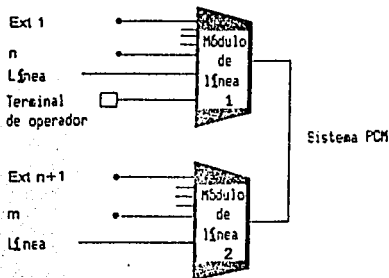 Ext 1
n
Línea
Terminal
de operador
Módulo
de
línea
1
Sistema PCM
Ext n+1
m
Línea
Módulo
de
línea
2